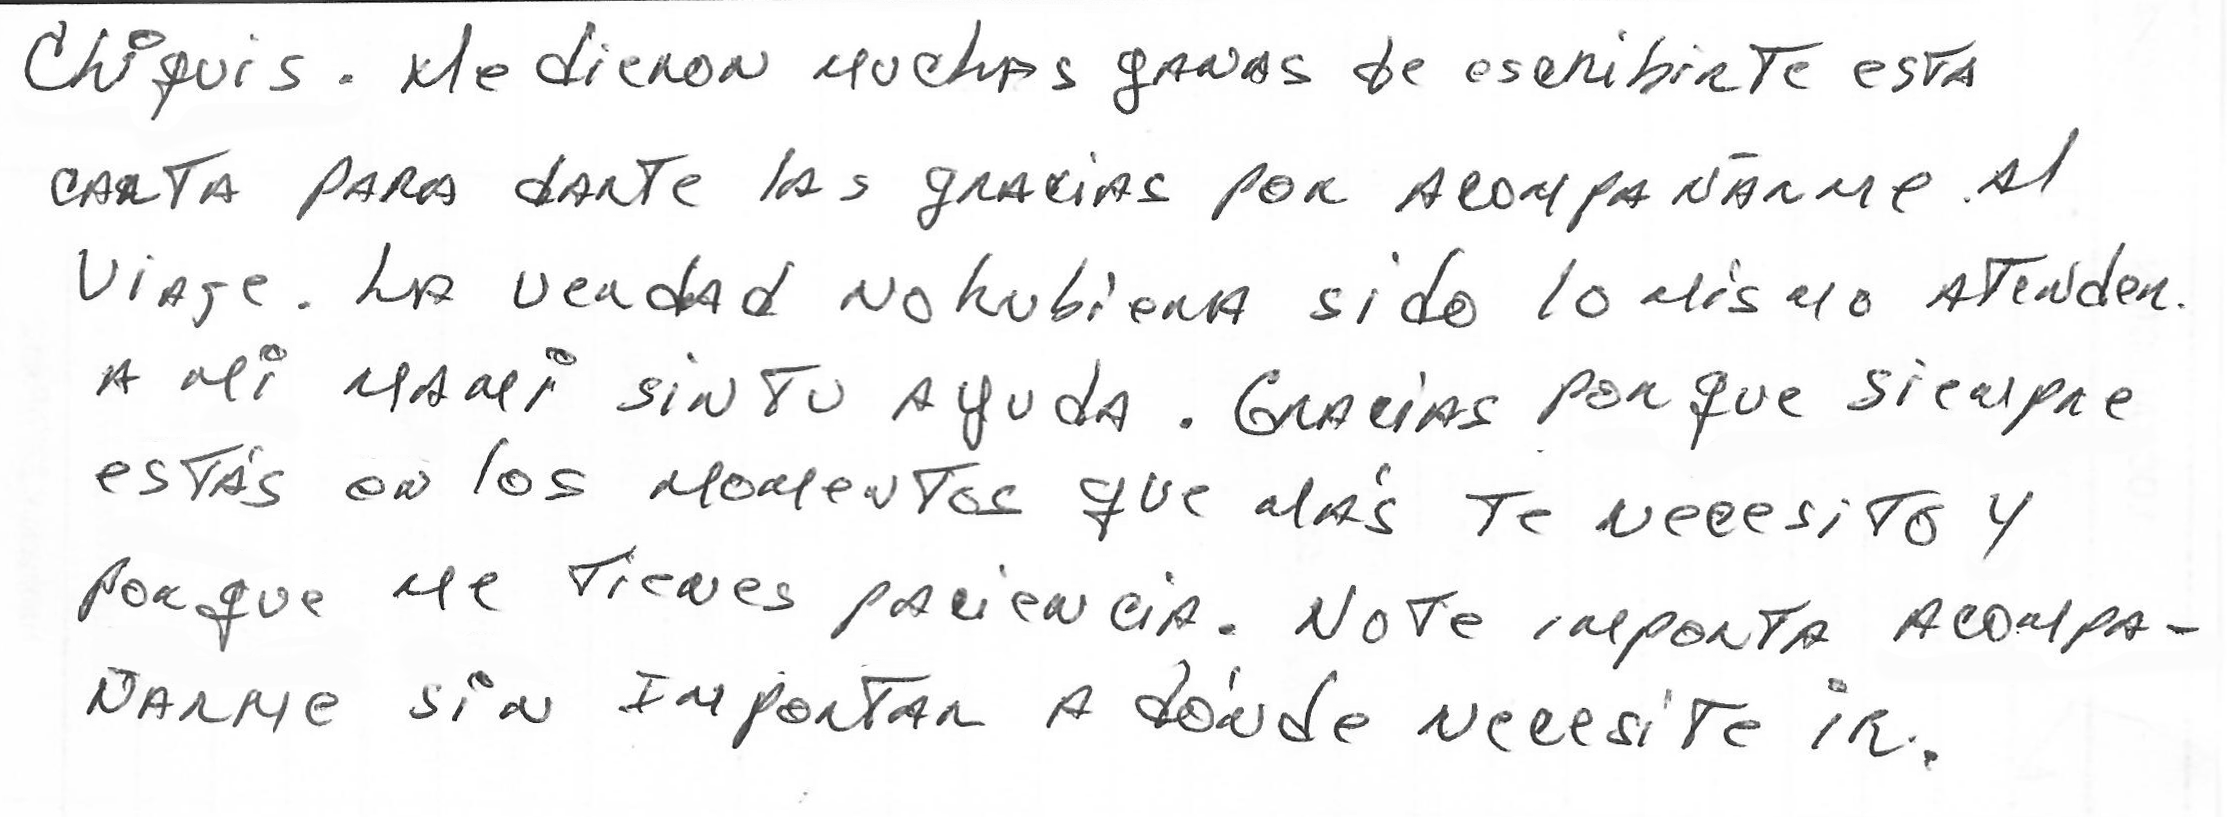 Chiquis. Me dieron muchas ganas de escribirte esta
carta para darte las gracias por acompañarme al
viaje. La verdad no hubiera sido lo mismo atender
a mi mami sin tu ayuda. Gracias porque siempre
estás en los momentos que más te necesito y
porque me tienes paciencia. No te importa acompa-
ñarme sin importar a dónde necesite ir.